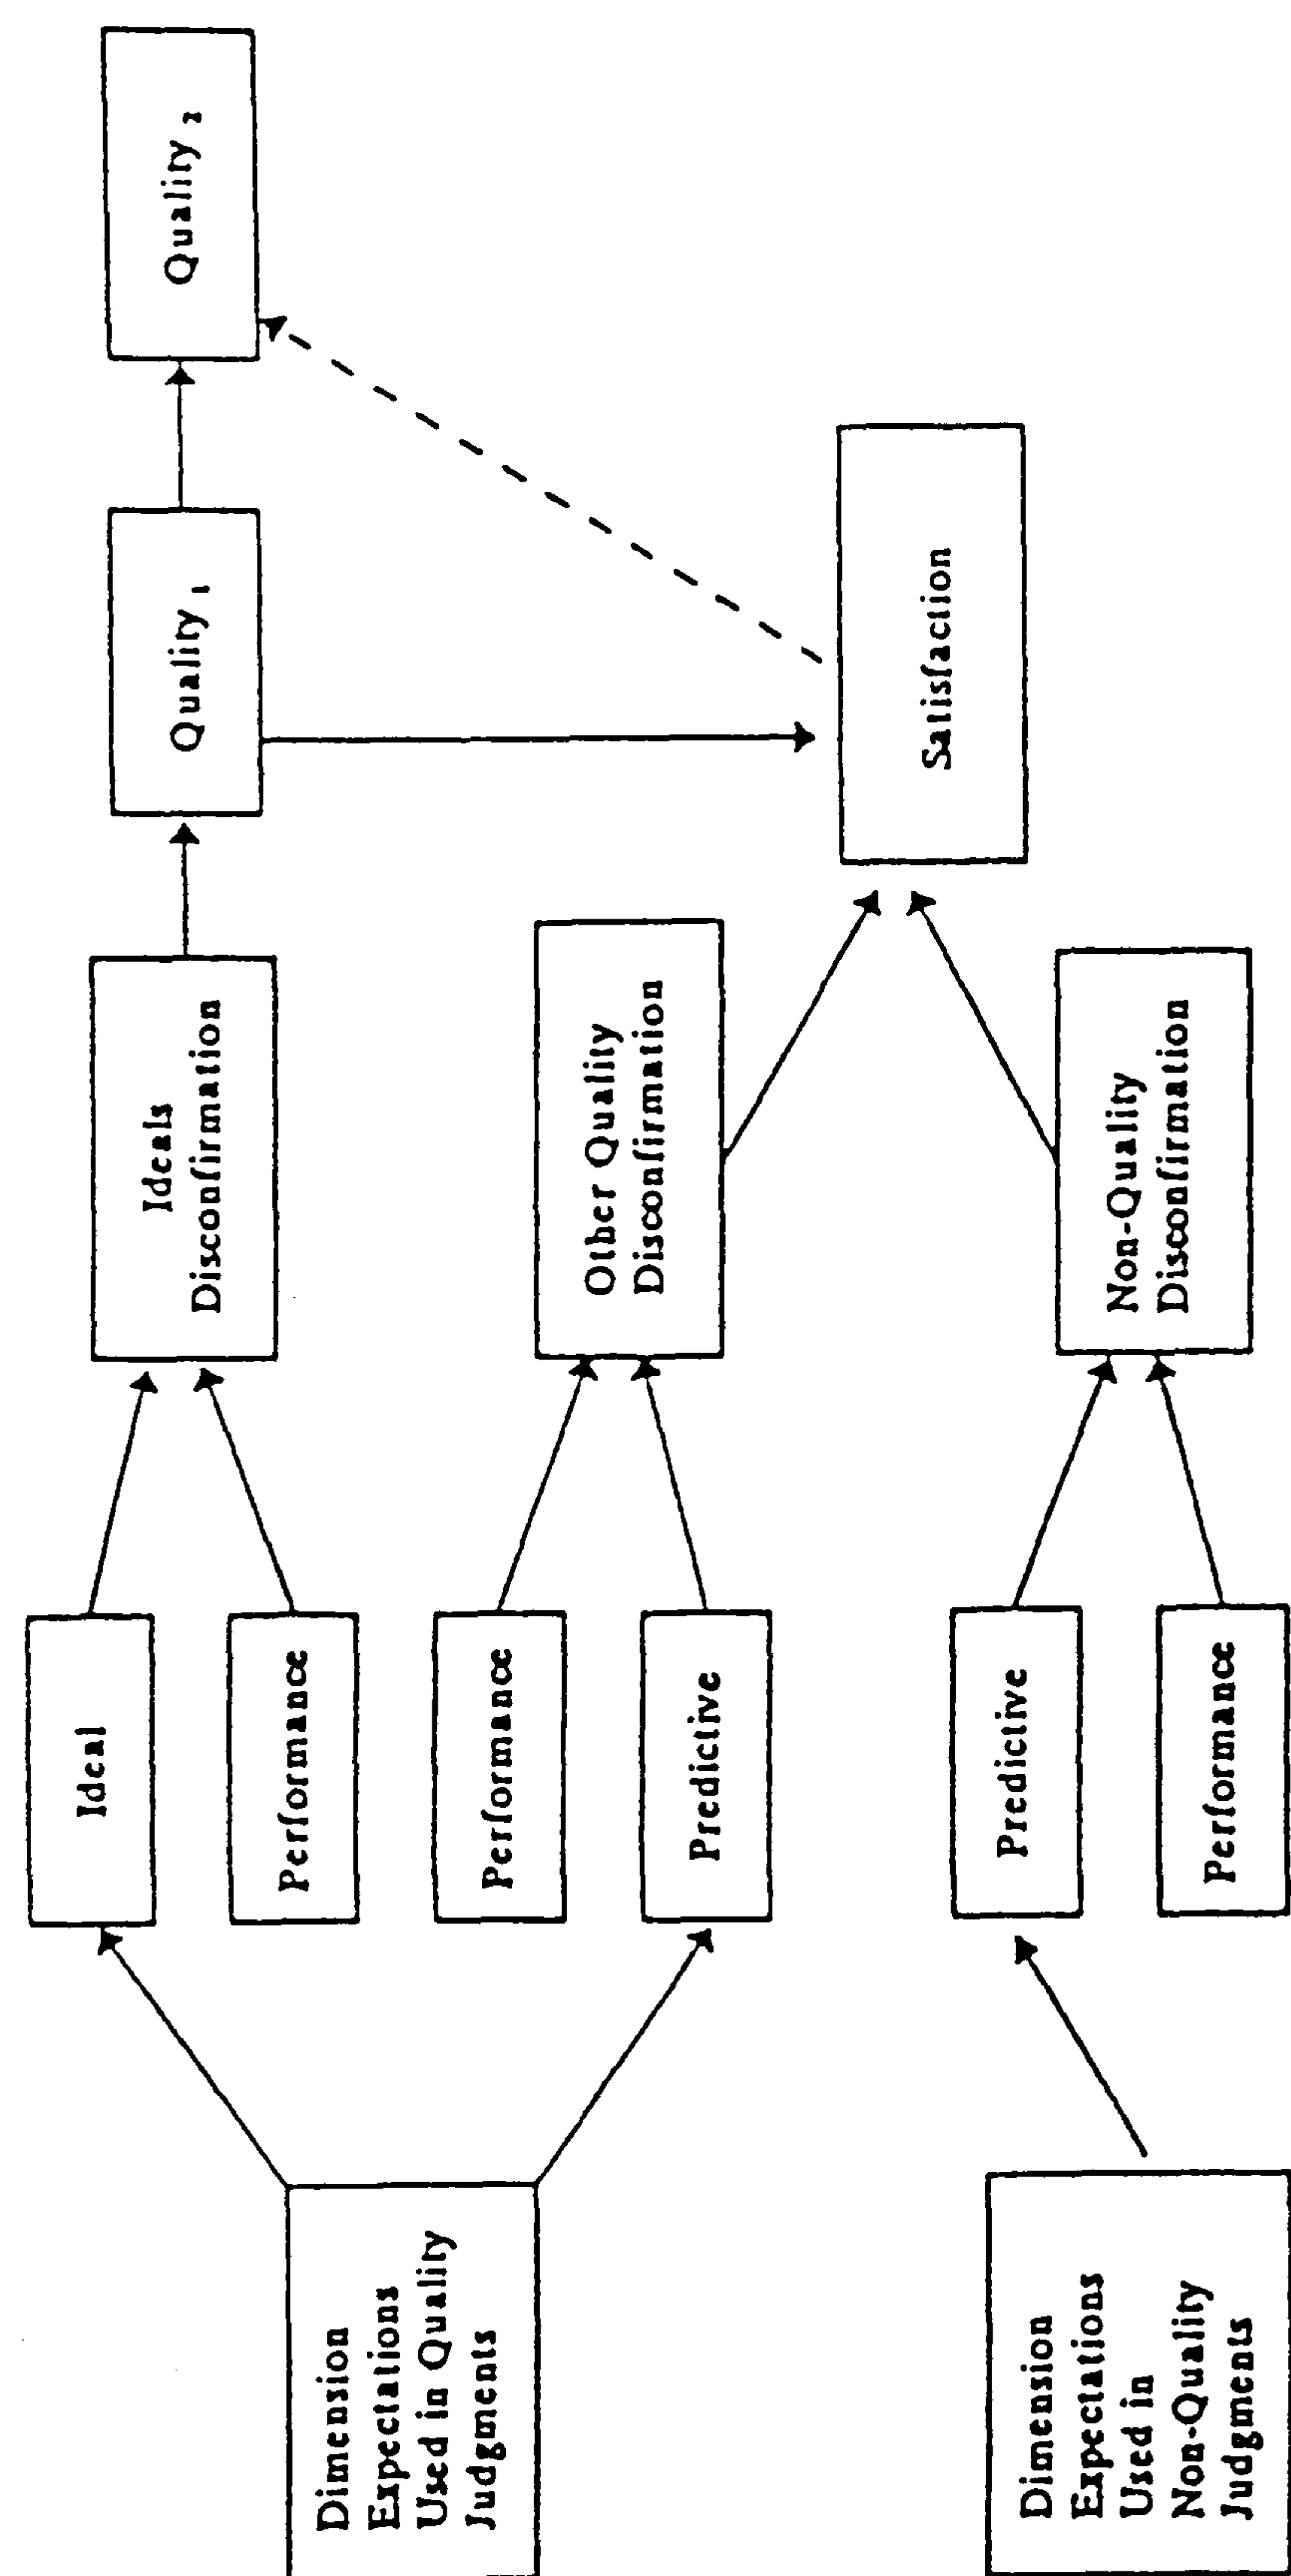 Dimension
Expectations
Used in Quality
Judgments
Ideal
Performance
Performance
Predictive
Ideals
Disconfirmation
Other Quality
Disconfirmation
Quality 1
Quality 2
Satisfaction
Dimension
Expectations
Used in
Non-Quality
Judgments
Predictive
Performance
Non-Quality
Disconfirmation